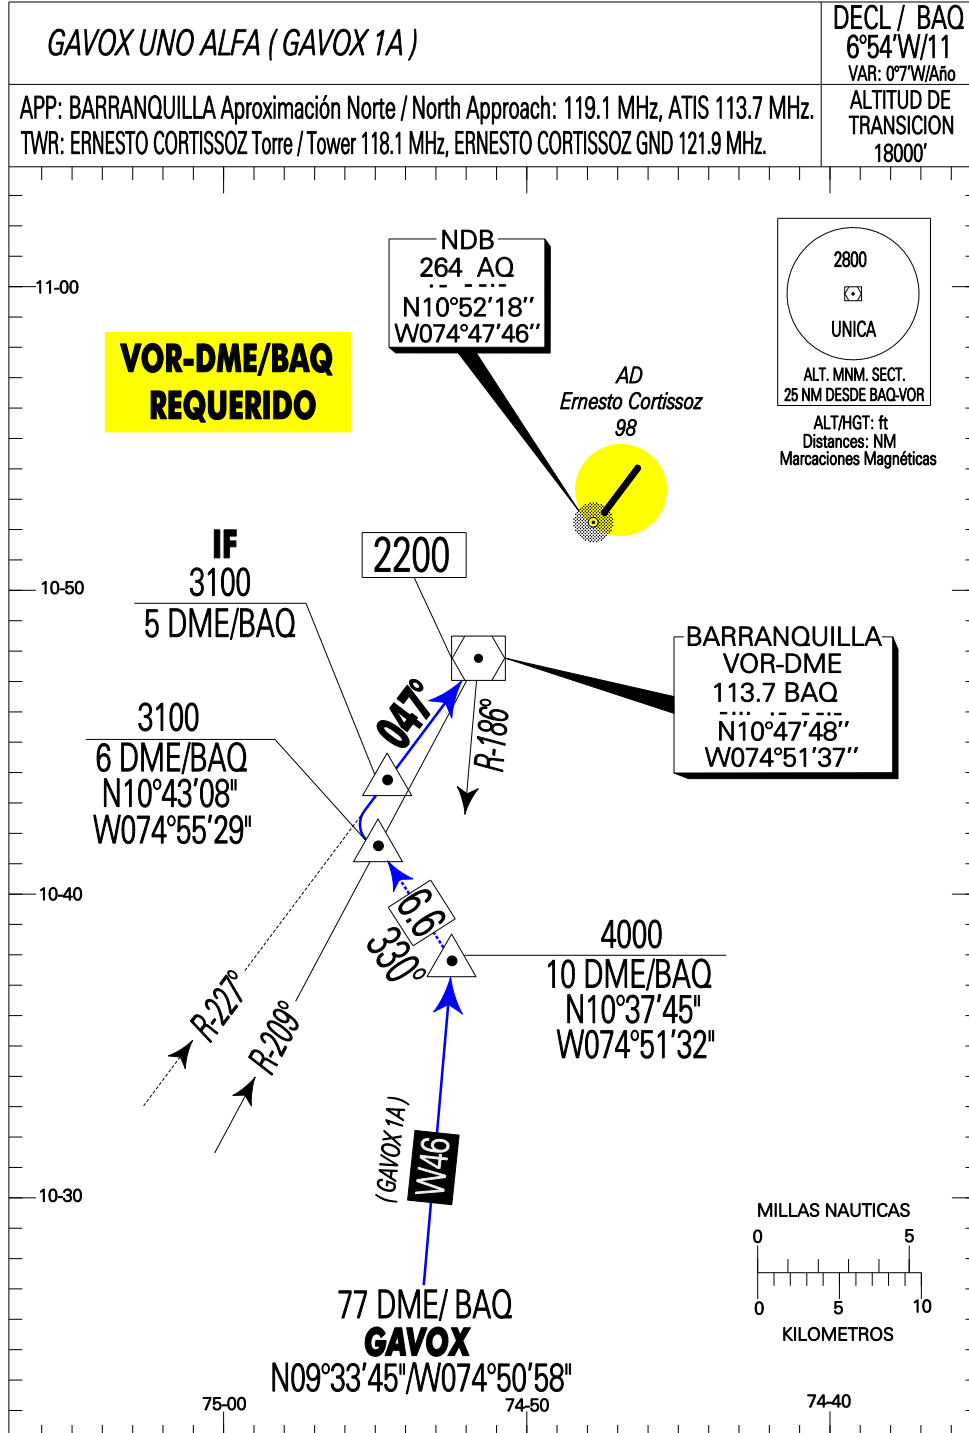 GAVOX UNO ALFA ( GAVOX 1A )
DECL / BAQ
6°54'W/11
VAR: 0°7'W/Año
APP: BARRANQUILLA Aproximación Norte / North Approach: 119.1 MHz, ATIS 113.7 MHz.
TWR: ERNESTO CORTISSOZ Torre / Tower 118.1 MHz, ERNESTO CORTISSOZ GND 121.9 MHz.
ALTITUD DE
TRANSICION
18000'
NDB
264 AQ
N10°52'18''
W074°47'46''
2800
UNICA
ALT. MNM. SECT.
25 NM DESDE BAQ-VOR
ALT/HGT: ft
Distances: NM
Marcaciones Magnéticas
11-00
VOR-DME/BAQ
REQUERIDO
AD
Ernesto Cortissoz
98
IF
3100
5 DME/BAQ
2200
10-50
BARRANQUILLA
VOR-DME
113.7 BAQ
N10°47'48''
W074°51'37''
047°
R-186°
3100
6 DME/BAQ
N10°43'08"
W074°55'29"
10-40
6.6
330°
4000
10 DME/BAQ
N10°37'45"
W074°51'32"
R-227°
R-209°
( GAVOX 1A )
W46
10-30
MILLAS NAUTICAS
0 5
0 5 10
KILOMETROS
77 DME/ BAQ
GAVOX
N09°33'45"/W074°50'58"
75-00
74-50
74-40